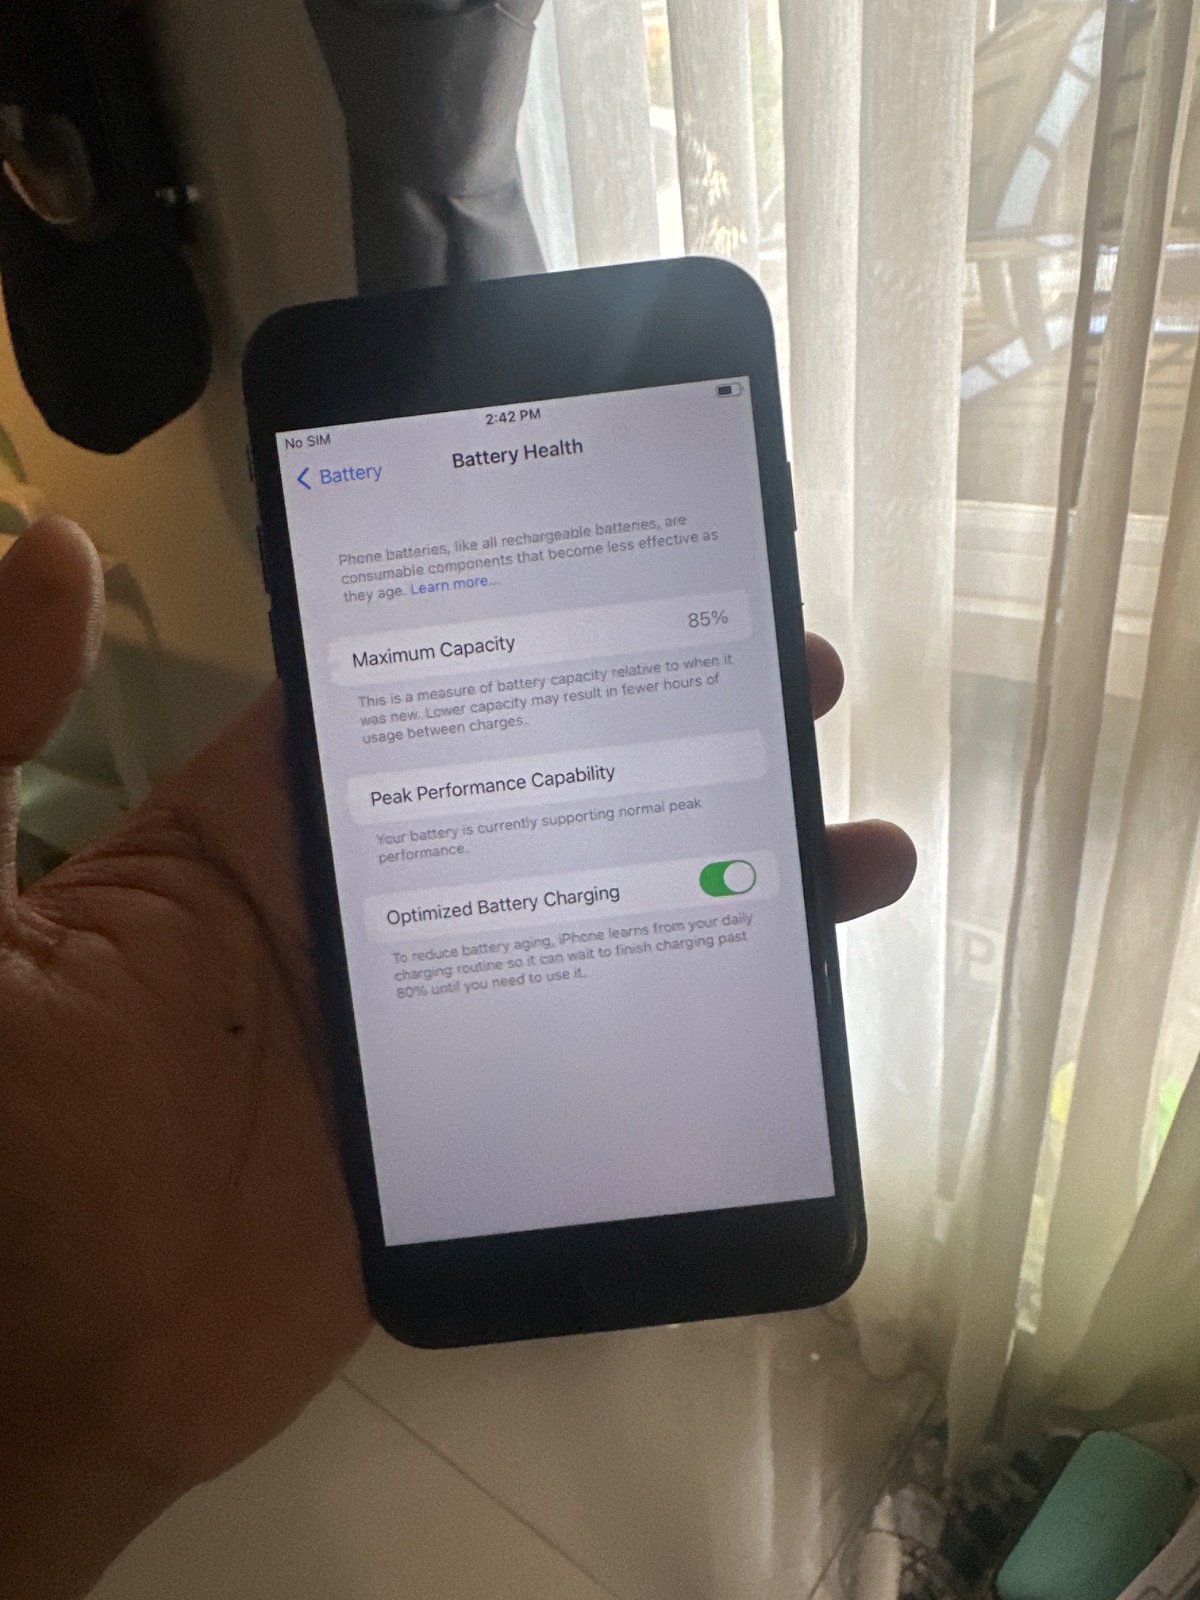 No SIM
2:42 PM
Battery
Battery Health
Phone batteries, like all rechargeable batteries, are
consumable components that become less effective as
they age. Learn more...
Maximum Capacity 85%
This is a measure of battery capacity relative to when it
was new. Lower capacity may result in fewer hours of
usage between charges.
Peak Performance Capability
Your battery is currently supporting normal peak
performance.
Optimized Battery Charging
To reduce battery aging, iPhone learns from your daily
charging routine so it can wait to finish charging past
80% until you need to use it.